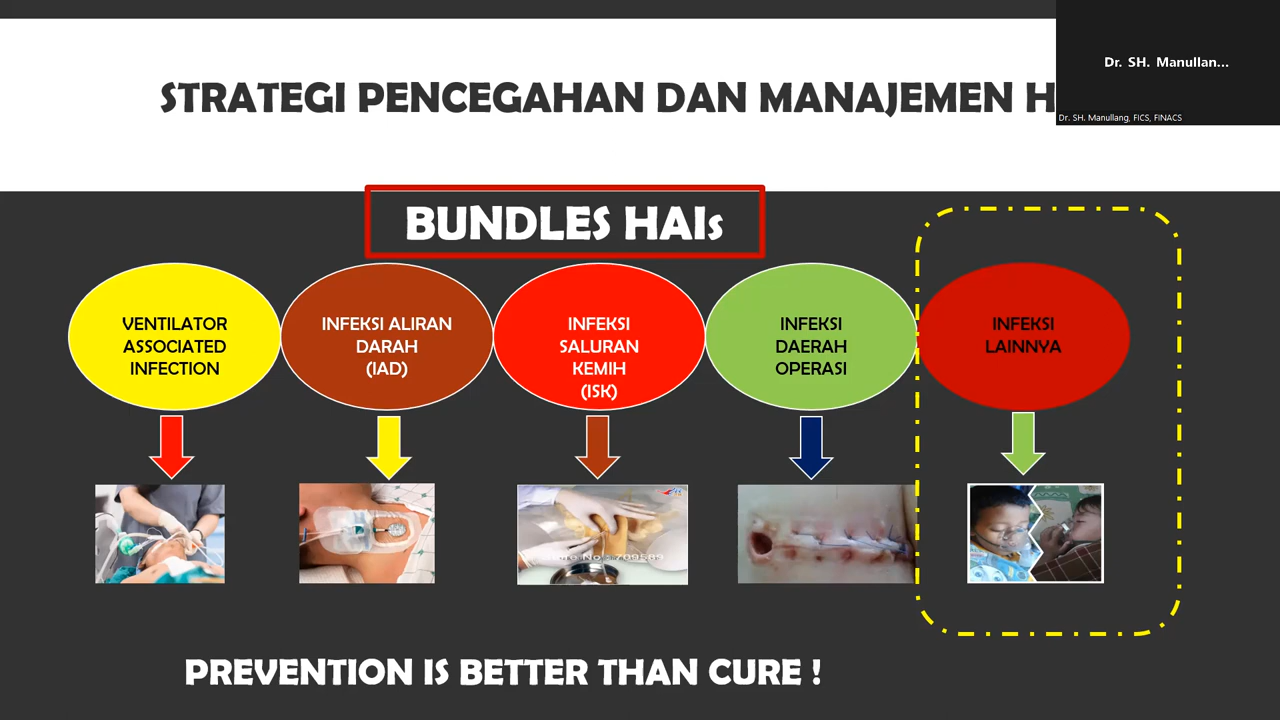 Dr. SH. Manullan...
Dr. SH. Manullang, FICS, FINACS
STRATEGI PENCEGAHAN DAN MANAJEMEN H
BUNDLES HAIs
VENTILATOR
ASSOCIATED
INFECTION
INFEKSI ALIRAN
DARAH
(IAD)
INFEKSI
SALURAN
KEMIH
(ISK)
INFEKSI
DAERAH
OPERASI
INFEKSI
LAINNYA
PREVENTION IS BETTER THAN CURE !